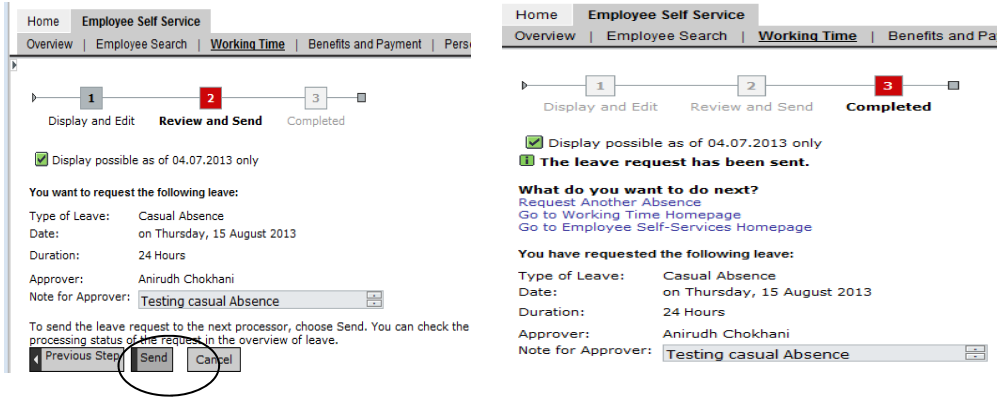 Home Employee Self Service
Overview | Employee Search | Working Time | Benefits and Payment | Pers
1 2 3
Display and Edit Review and Send Completed
Display possible as of 04.07.2013 only
You want to request the following leave:
Type of Leave: Casual Absence
Date: on Thursday, 15 August 2013
Duration: 24 Hours
Approver: Anirudh Chokhani
Note for Approver: Testing casual Absence
To send the leave request to the next processor, choose Send. You can check the
processing status of the request in the overview of leave.
Previous Step Send Cancel
Home Employee Self Service
Overview | Employee Search | Working Time | Benefits and Pa
1 2 3
Display and Edit Review and Send Completed
Display possible as of 04.07.2013 only
The leave request has been sent.
What do you want to do next?
Request Another Absence
Go to Working Time Homepage
Go to Employee Self-Services Homepage
You have requested the following leave:
Type of Leave: Casual Absence
Date: on Thursday, 15 August 2013
Duration: 24 Hours
Approver: Anirudh Chokhani
Note for Approver: Testing casual Absence